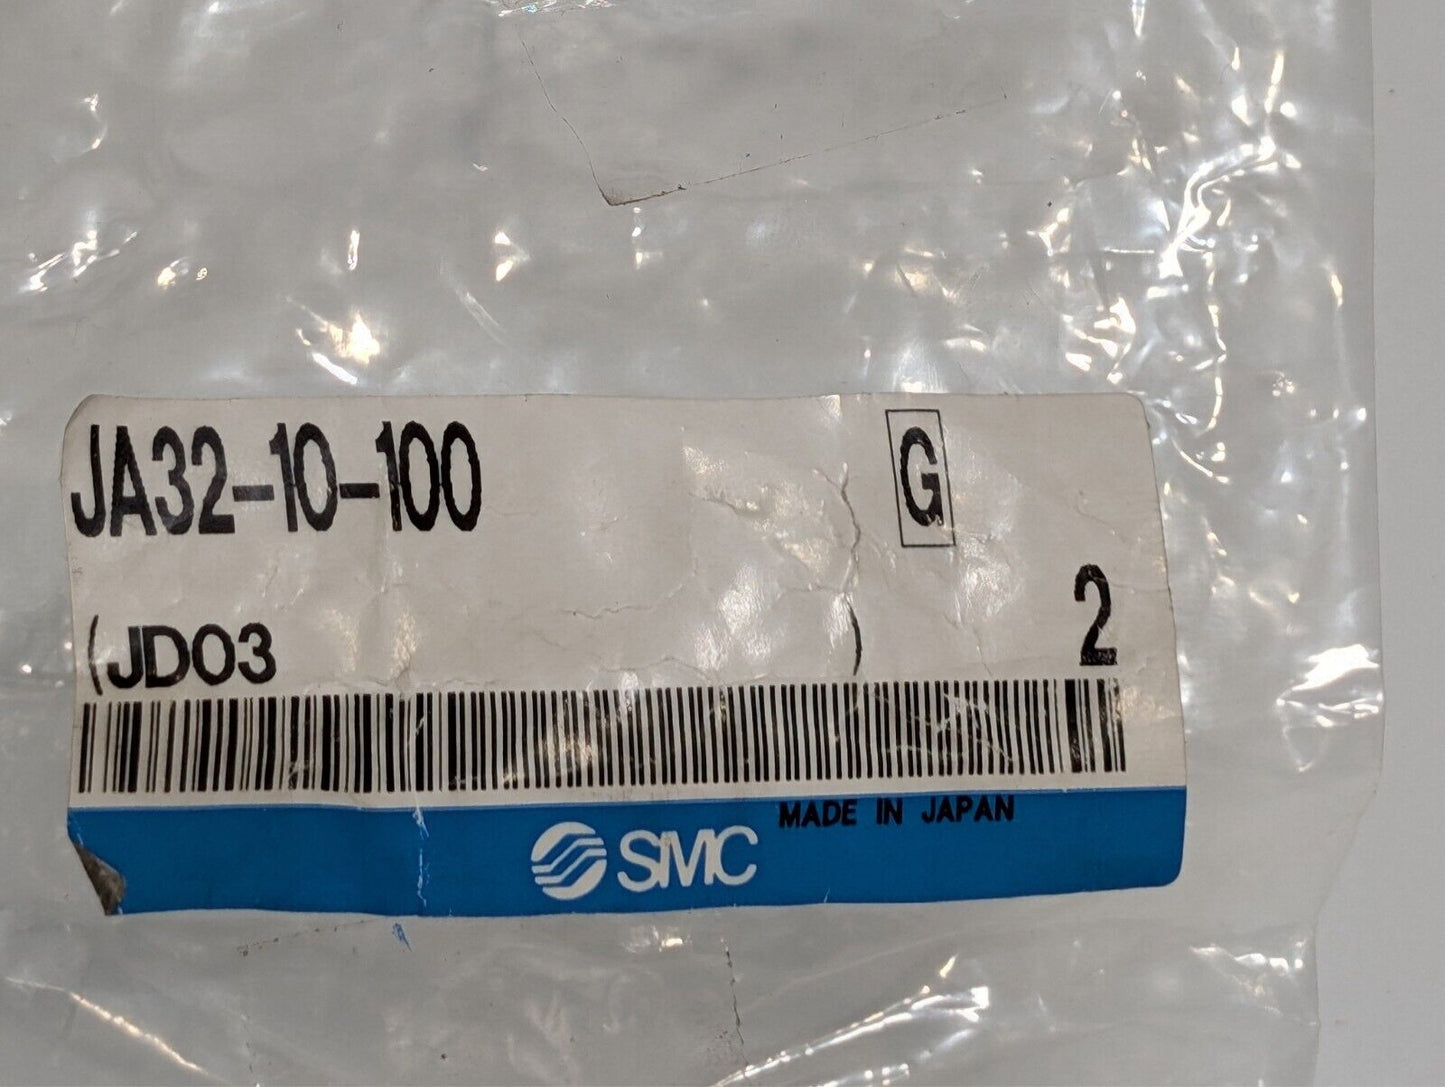 JA32-10-100 G
2
(JD03 )
MADE IN JAPAN
SMC